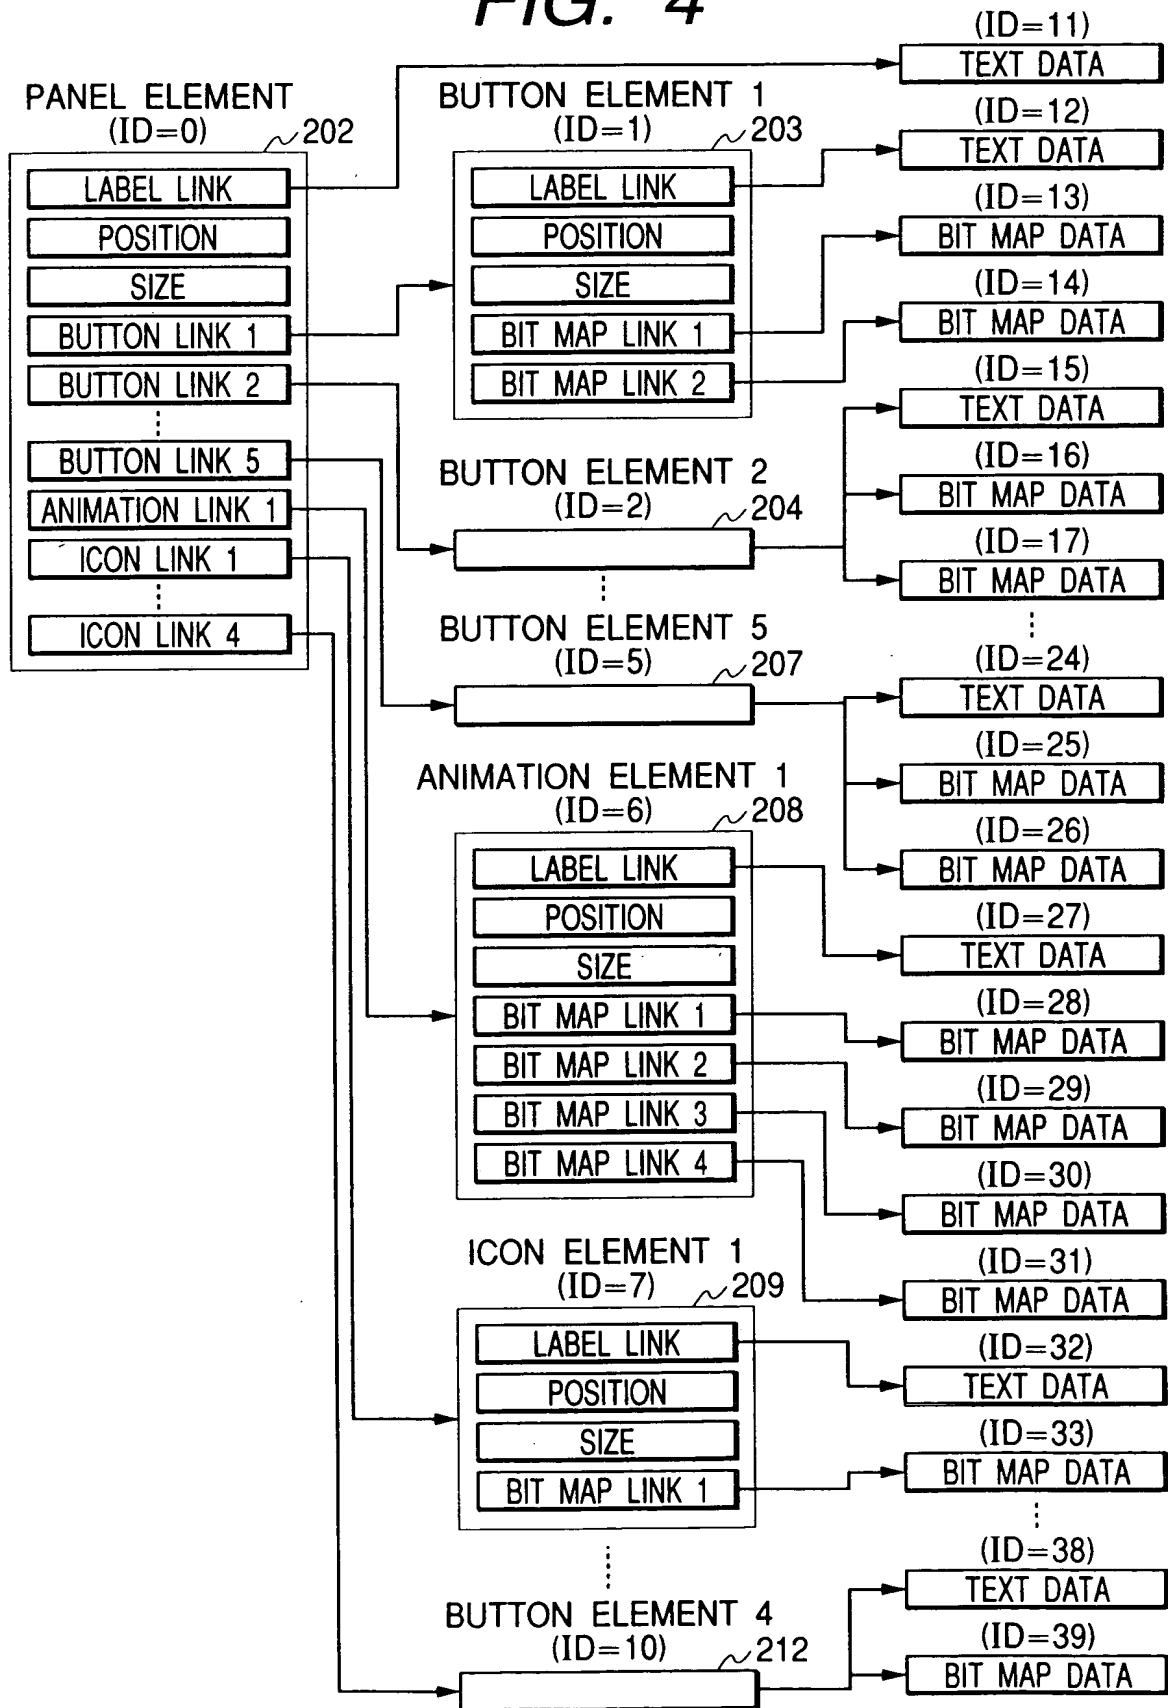 FIG. 4
PANEL ELEMENT
(ID=0)
202
LABEL LINK
POSITION
SIZE
BUTTON LINK 1
BUTTON LINK 2
BUTTON LINK 5
ANIMATION LINK 1
ICON LINK 1
ICON LINK 4
BUTTON ELEMENT 1
(ID=1)
203
LABEL LINK
POSITION
SIZE
BIT MAP LINK 1
BIT MAP LINK 2
BUTTON ELEMENT 2
(ID=2)
204
BUTTON ELEMENT 5
(ID=5)
207
ANIMATION ELEMENT 1
(ID=6)
208
LABEL LINK
POSITION
SIZE
BIT MAP LINK 1
BIT MAP LINK 2
BIT MAP LINK 3
BIT MAP LINK 4
ICON ELEMENT 1
(ID=7)
209
LABEL LINK
POSITION
SIZE
BIT MAP LINK 1
BUTTON ELEMENT 4
(ID=10)
212
(ID=11)
TEXT DATA
(ID=12)
TEXT DATA
(ID=13)
BIT MAP DATA
(ID=14)
BIT MAP DATA
(ID=15)
TEXT DATA
(ID=16)
BIT MAP DATA
(ID=17)
BIT MAP DATA
(ID=24)
TEXT DATA
(ID=25)
BIT MAP DATA
(ID=26)
BIT MAP DATA
(ID=27)
TEXT DATA
(ID=28)
BIT MAP DATA
(ID=29)
BIT MAP DATA
(ID=30)
BIT MAP DATA
(ID=31)
BIT MAP DATA
(ID=32)
TEXT DATA
(ID=33)
BIT MAP DATA
(ID=38)
TEXT DATA
(ID=39)
BIT MAP DATA